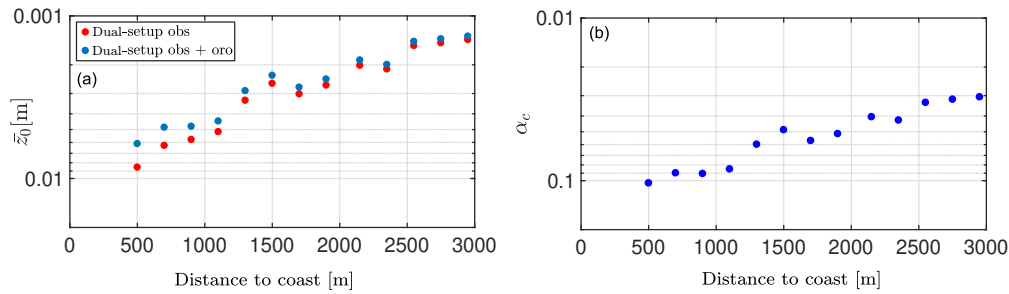 0.001
Dual-setup obs
Dual-setup obs + oro
(a)
z̄₀[m]
0.01
0 500 1000 1500 2000 2500 3000
Distance to coast [m]
0.01
(b)
α_c
0.1
0 500 1000 1500 2000 2500 3000
Distance to coast [m]